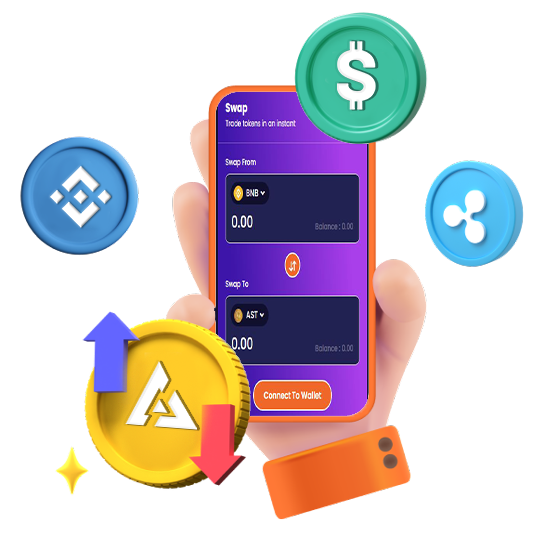 $
Swap
Trade tokens in an instant
Swap From
BNB
0.00
Balance : 0.00
Swap To
AST
0.00
Balance : 0.00
Connect To Wallet